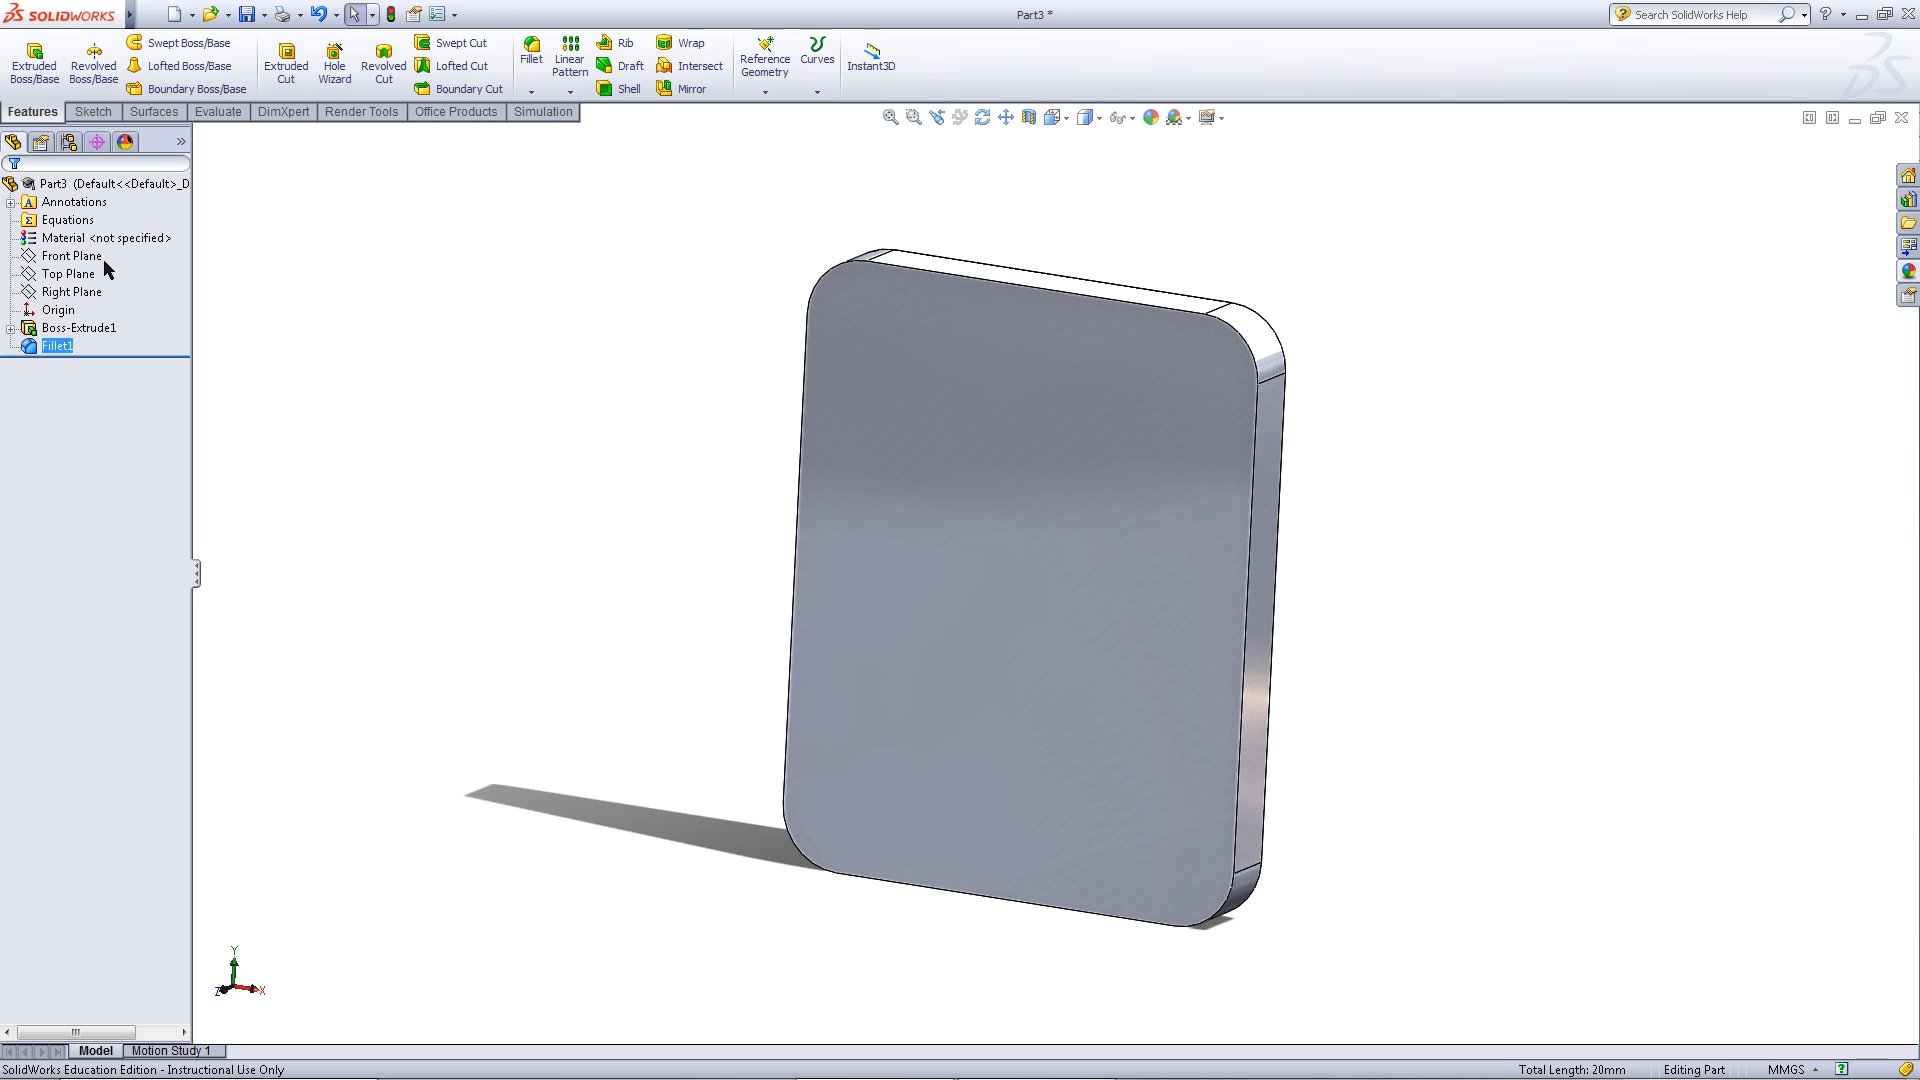 SOLIDWORKS
Part3 *
Search SolidWorks Help
Extruded Boss/Base
Revolved Boss/Base
Swept Boss/Base
Lofted Boss/Base
Boundary Boss/Base
Extruded Cut
Hole Wizard
Revolved Cut
Swept Cut
Lofted Cut
Boundary Cut
Fillet
Linear Pattern
Rib
Draft
Shell
Wrap
Intersect
Mirror
Reference Geometry
Curves
Instant3D
Features
Sketch
Surfaces
Evaluate
DimXpert
Render Tools
Office Products
Simulation
Part3 (Default<<Default>_D
Annotations
Equations
Material <not specified>
Front Plane
Top Plane
Right Plane
Origin
Boss-Extrude1
Fillet1
Y
Z
X
Model
Motion Study 1
SolidWorks Education Edition - Instructional Use Only
Total Length: 20mm
Editing Part
MMGS